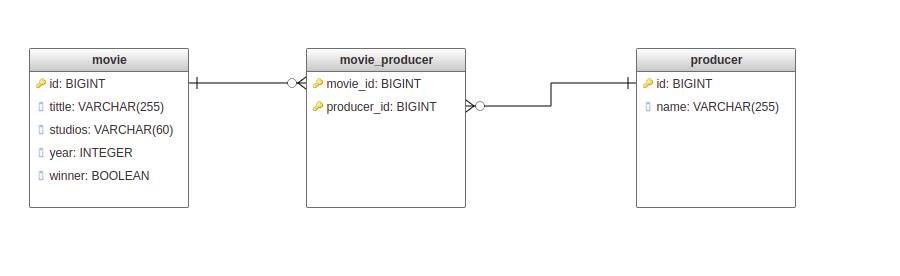 movie
id: BIGINT
tittle: VARCHAR(255)
studios: VARCHAR(60)
year: INTEGER
winner: BOOLEAN
movie_producer
movie_id: BIGINT
producer_id: BIGINT
producer
id: BIGINT
name: VARCHAR(255)